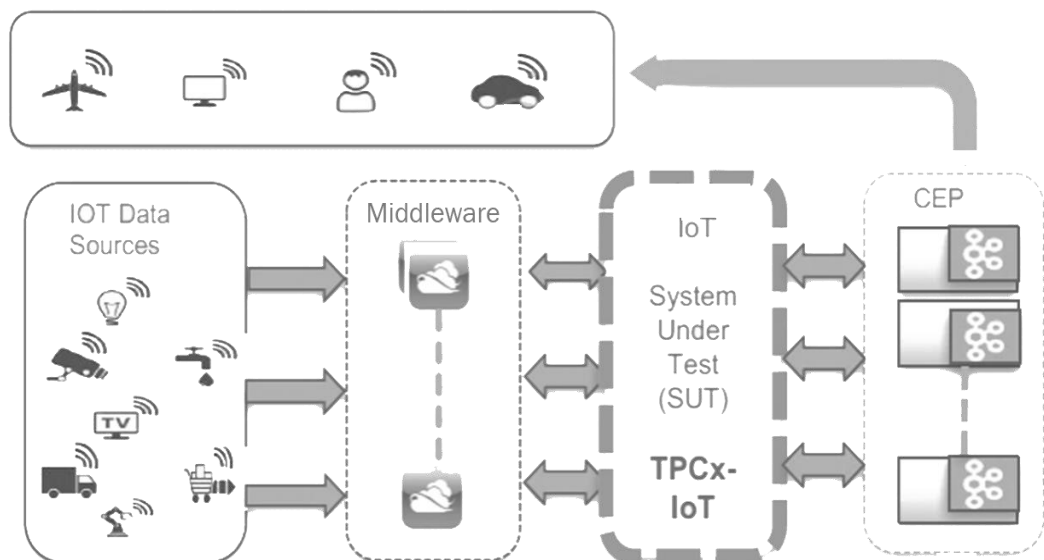 IOT Data
Sources
TV
Middleware
IoT
System
Under
Test
(SUT)
TPCx-
IoT
CEP